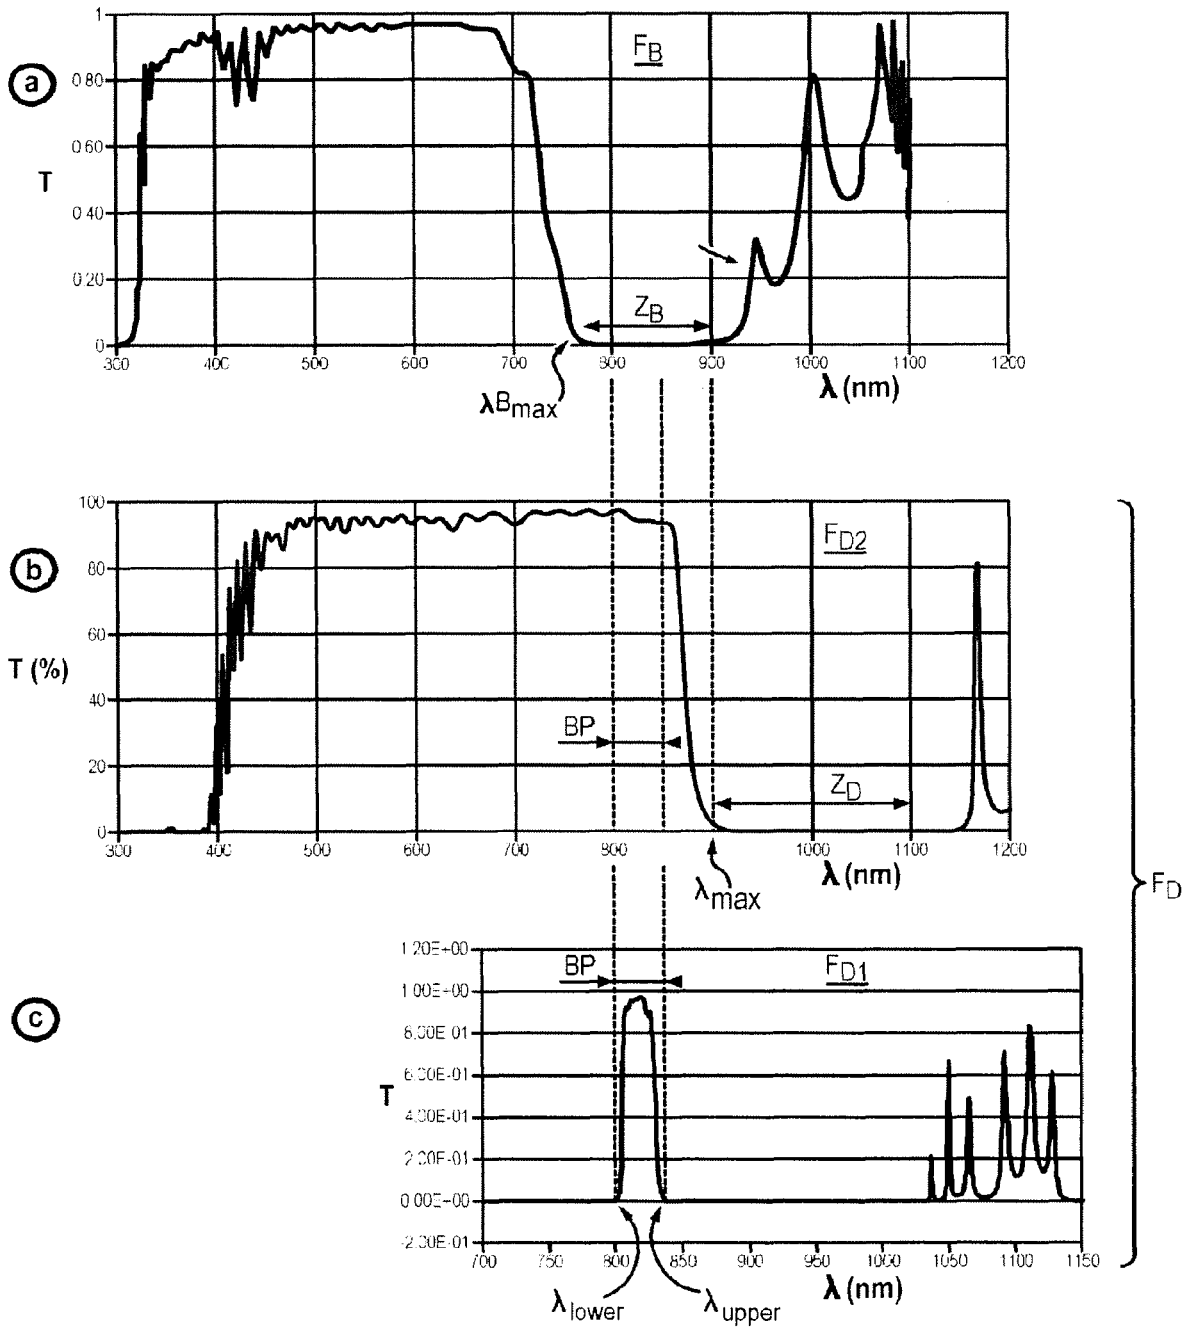 a
F_B
1
0.80
0.60
T
0.40
0.20
0
Z_B
300 400 500 600 700 800 900 1000 1100 1200
λB_max
λ (nm)
b
F_D2
100
80
60
T (%)
40
BP
20
Z_D
0
300 400 500 600 700 800 1000 1100 1200
λ_max
λ (nm)
F_D
c
1.20E+00
BP
F_D1
1.00E+00
8.00E-01
6.00E-01
T
4.00E-01
2.00E-01
0.00E+00
-2.00E-01
700 750 800 850 900 950 1000 1050 1100 1150
λ (nm)
λ_lower
λ_upper